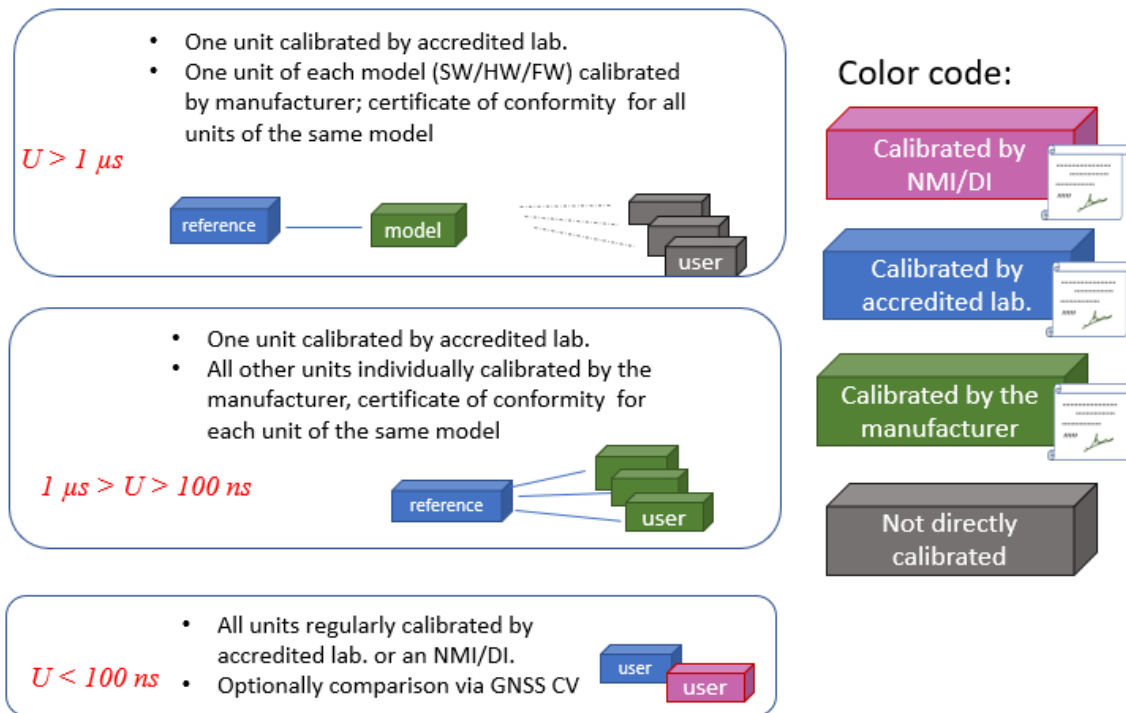 • One unit calibrated by accredited lab.
• One unit of each model (SW/HW/FW) calibrated
by manufacturer; certificate of conformity for all
units of the same model
U > 1 µs
reference
model
user
• One unit calibrated by accredited lab.
• All other units individually calibrated by the
manufacturer, certificate of conformity for
each unit of the same model
1 µs > U > 100 ns
reference
user
• All units regularly calibrated by
accredited lab. or an NMI/DI.
• Optionally comparison via GNSS CV
U < 100 ns
user
user
Color code:
Calibrated by
NMI/DI
Calibrated by
accredited lab.
Calibrated by the
manufacturer
Not directly
calibrated